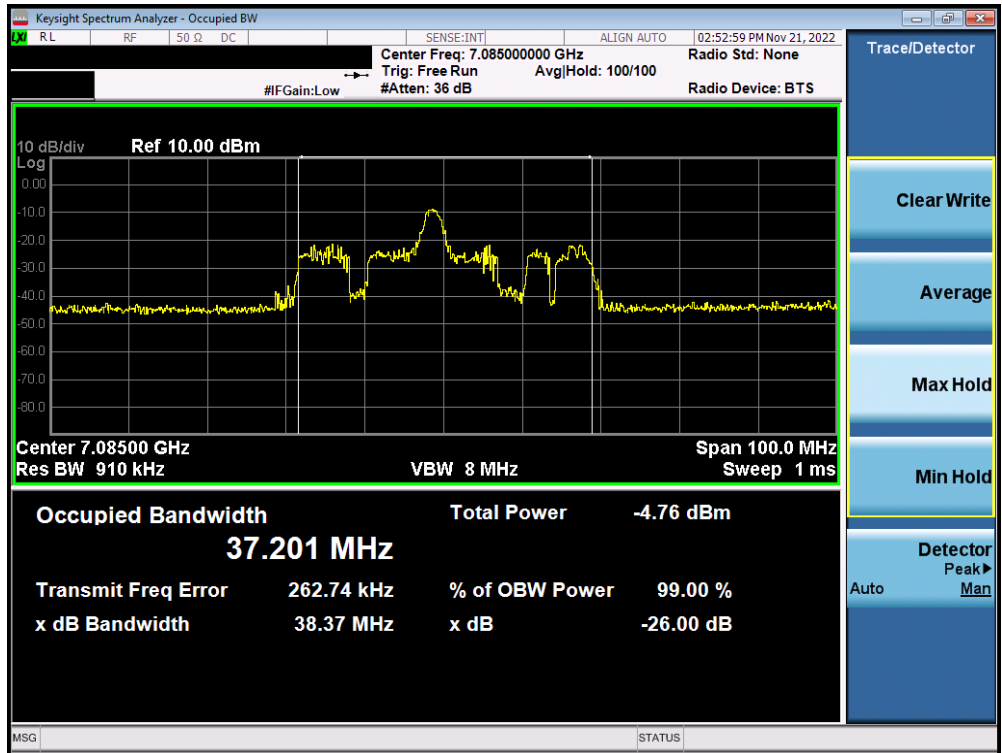 Keysight Spectrum Analyzer - Occupied BW
LXI RL RF 50 Ω DC SENSE:INT ALIGN AUTO 02:52:59 PM Nov 21, 2022
Center Freq: 7.085000000 GHz Radio Std: None
Trig: Free Run Avg|Hold: 100/100
#IFGain:Low #Atten: 36 dB Radio Device: BTS
Trace/Detector
10 dB/div Ref 10.00 dBm
Log
0.00
-10.0
-20.0
-30.0
-40.0
-50.0
-60.0
-70.0
-80.0
Center 7.08500 GHz Span 100.0 MHz
Res BW 910 kHz VBW 8 MHz Sweep 1 ms
Occupied Bandwidth Total Power -4.76 dBm
37.201 MHz
Transmit Freq Error 262.74 kHz % of OBW Power 99.00 %
x dB Bandwidth 38.37 MHz x dB -26.00 dB
Clear Write
Average
Max Hold
Min Hold
Detector
Peak▶
Auto Man
MSG STATUS